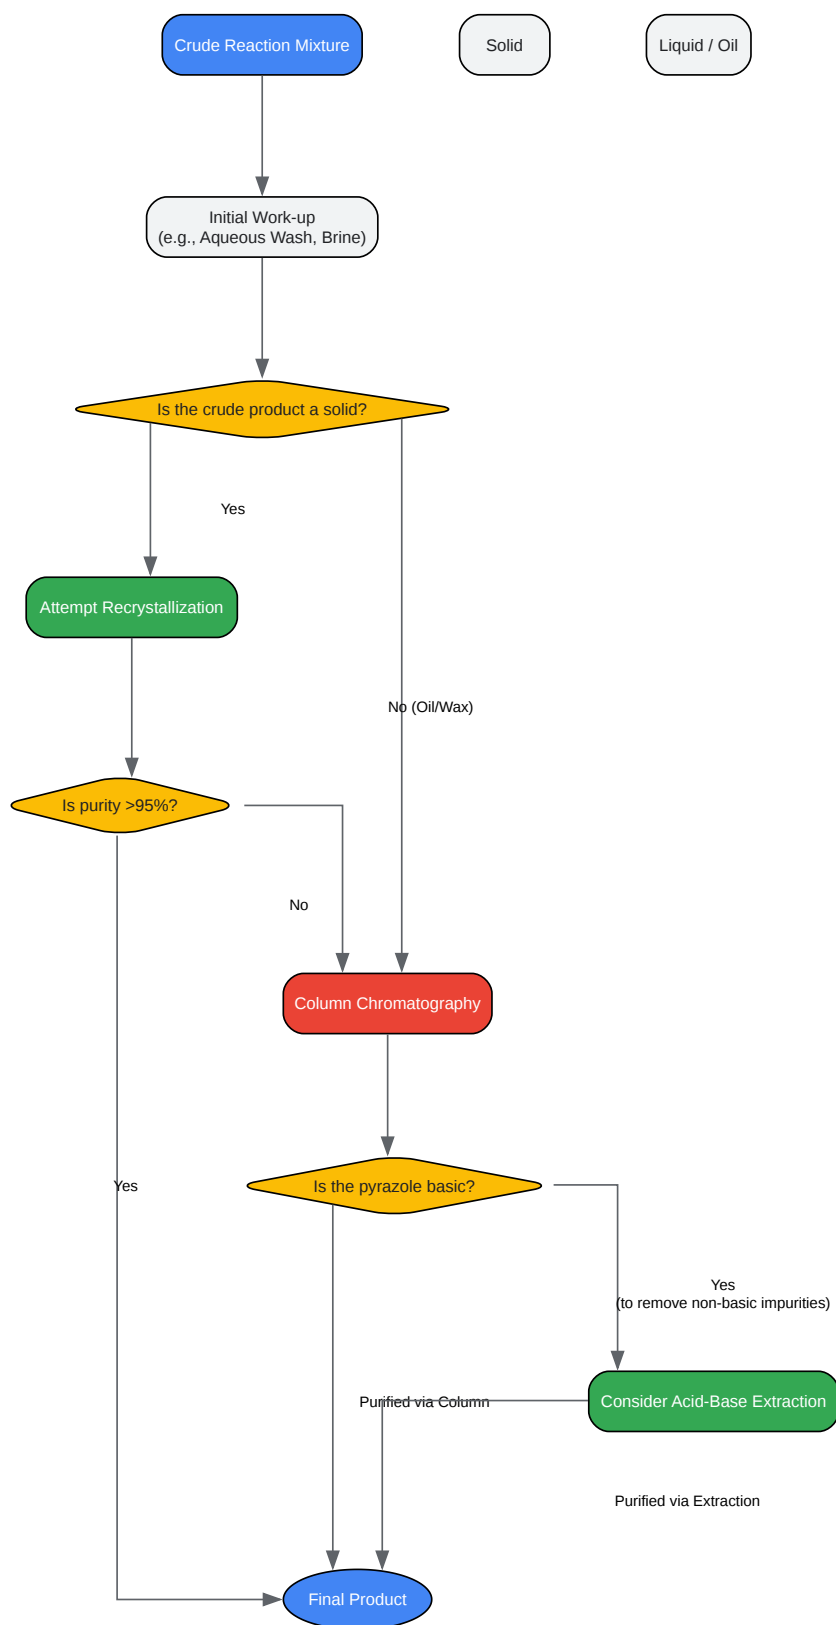 Crude Reaction Mixture
Solid
Liquid / Oil
Initial Work-up
(e.g., Aqueous Wash, Brine)
Is the crude product a solid?
Yes
Attempt Recrystallization
No (Oil/Wax)
Is purity >95%?
No
Column Chromatography
Yes
Is the pyrazole basic?
Yes
(to remove non-basic impurities)
Purified via Column
Consider Acid-Base Extraction
Purified via Extraction
Final Product